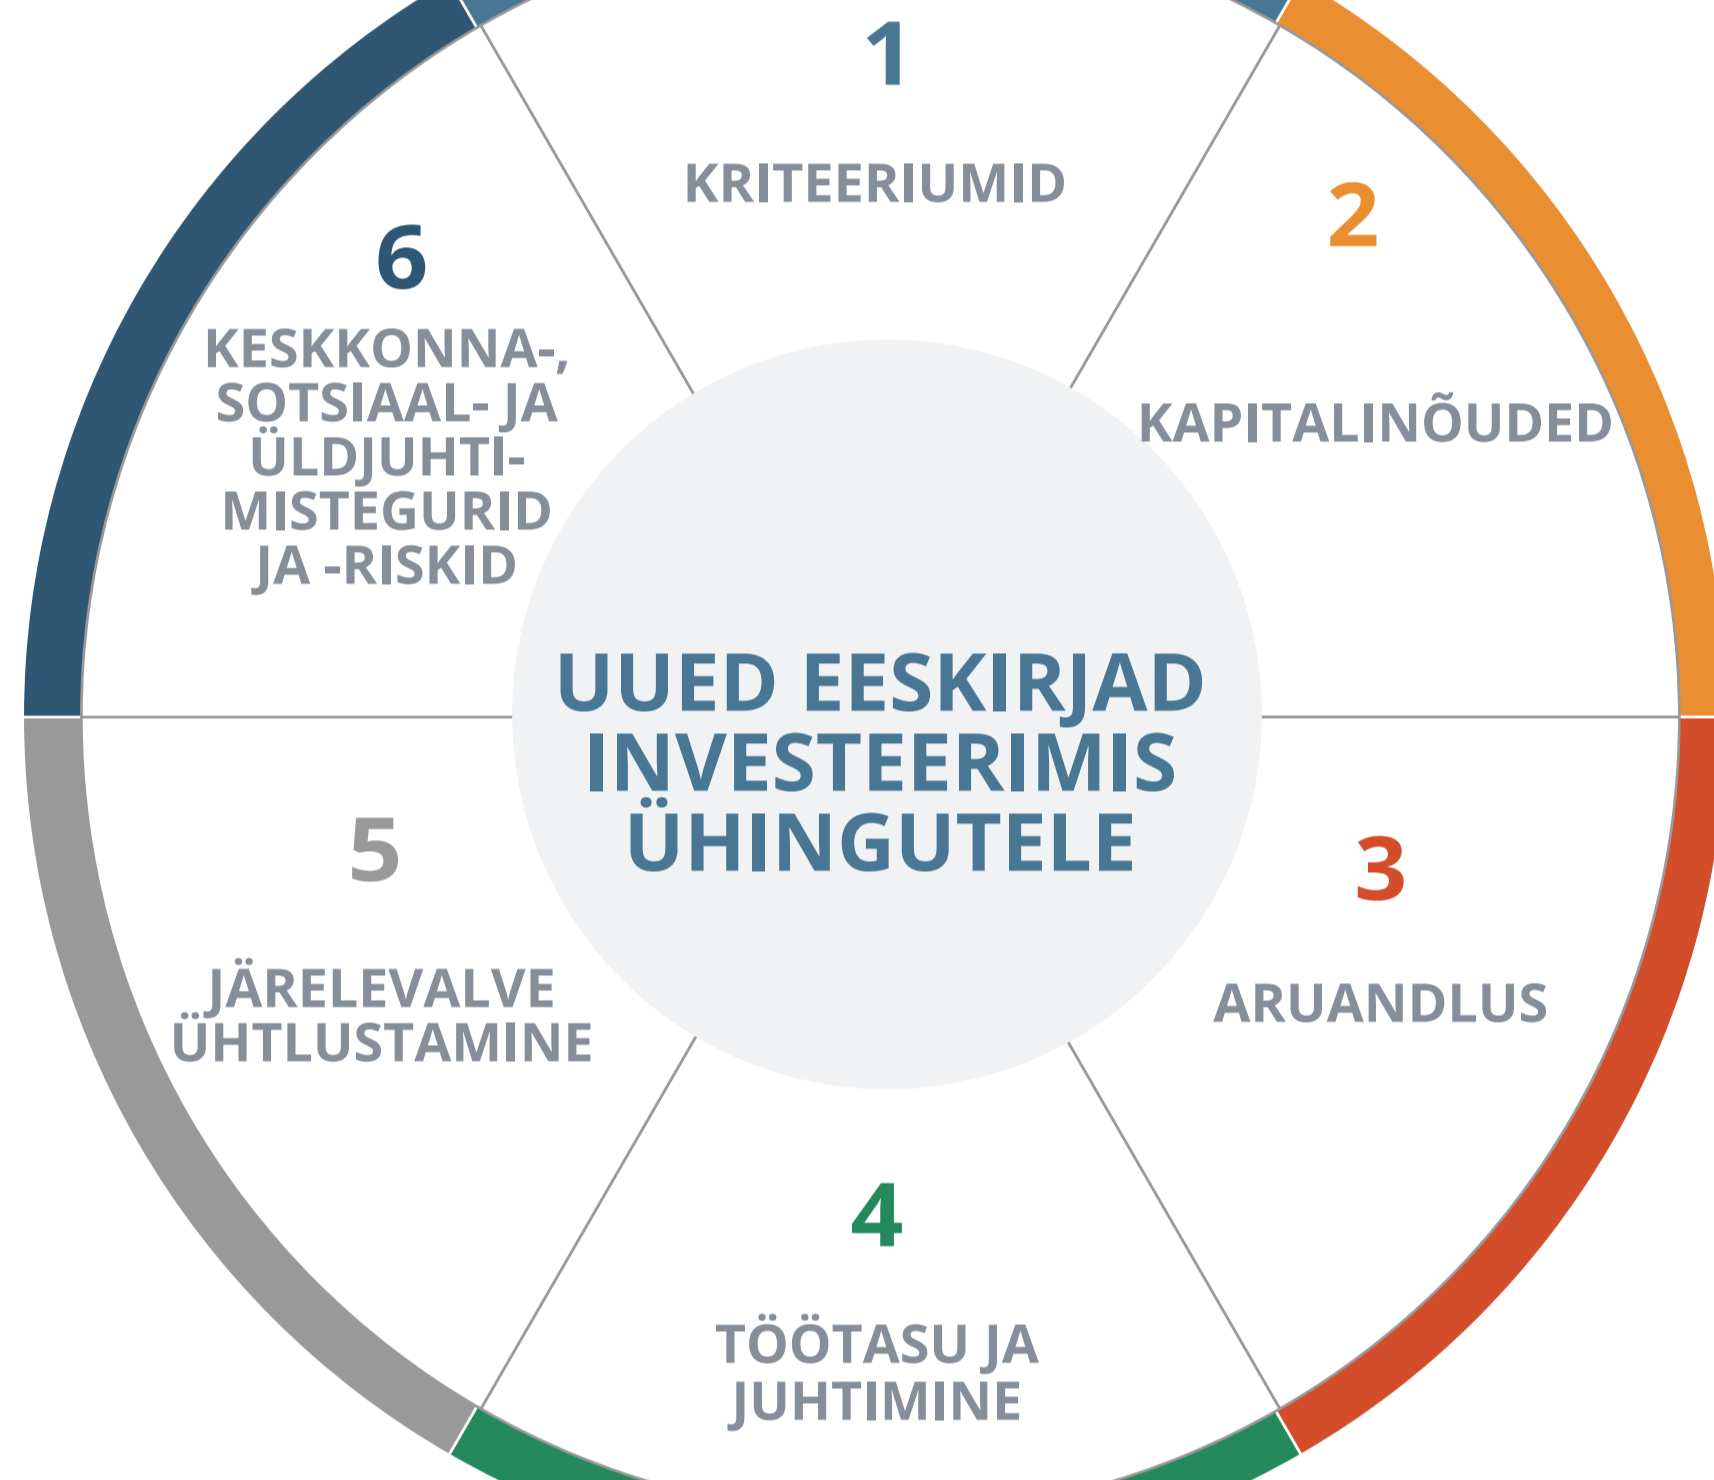 1
KRITEERIUMID
2
KAPITALINÕUDED
3
ARUANDLUS
4
TÖÖTASU JA
JUHTIMINE
5
JÄRELEVALVE
ÜHTLUSTAMINE
6
KESKKONNA-,
SOTSIAAL- JA
ÜLDJUHTI-
MISTEGURID
JA -RISKID
UUED EESKIRJAD
INVESTEERIMIS
ÜHINGUTELE